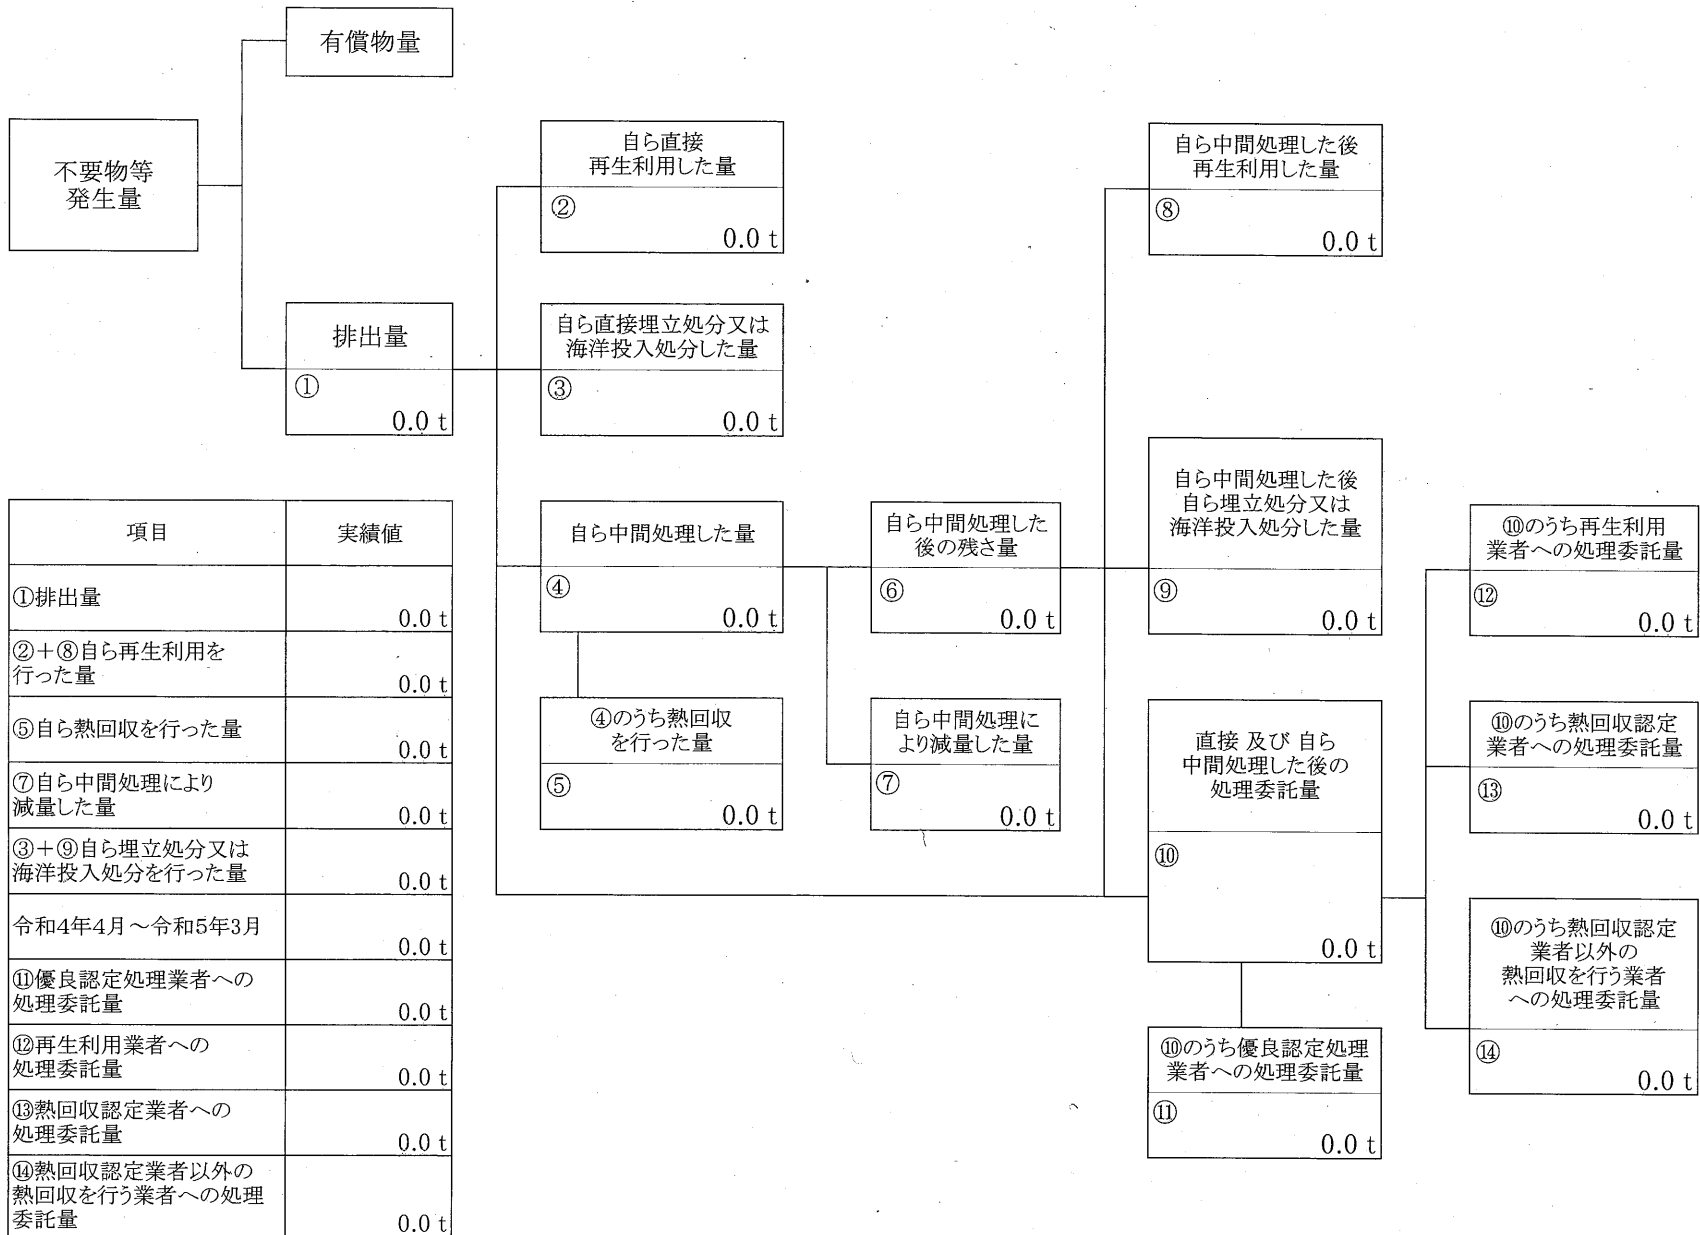 有償物量
不要物等
発生量
排出量
①
0.0 t
自ら直接
再生利用した量
②
0.0 t
自ら直接埋立処分又は
海洋投入処分した量
③
0.0 t
自ら中間処理した量
④
0.0 t
④のうち熱回収
を行った量
⑤
0.0 t
自ら中間処理した
後の残さ量
⑥
0.0 t
自ら中間処理に
より減量した量
⑦
0.0 t
自ら中間処理した後
再生利用した量
⑧
0.0 t
自ら中間処理した後
自ら埋立処分又は
海洋投入処分した量
⑨
0.0 t
直接 及び 自ら
中間処理した後の
処理委託量
⑩
0.0 t
⑩のうち優良認定処理
業者への処理委託量
⑪
0.0 t
⑩のうち再生利用
業者への処理委託量
⑫
0.0 t
⑩のうち熱回収認定
業者への処理委託量
⑬
0.0 t
⑩のうち熱回収認定
業者以外の
熱回収を行う業者
への処理委託量
⑭
0.0 t
項目 実績値
①排出量
0.0 t
②+⑧自ら再生利用を
行った量
0.0 t
⑤自ら熱回収を行った量
0.0 t
⑦自ら中間処理により
減量した量
0.0 t
③+⑨自ら埋立処分又は
海洋投入処分を行った量
0.0 t
令和4年4月～令和5年3月
0.0 t
⑪優良認定処理業者への
処理委託量
0.0 t
⑫再生利用業者への
処理委託量
0.0 t
⑬熱回収認定業者への
処理委託量
0.0 t
⑭熱回収認定業者以外の
熱回収を行う業者への処理
委託量
0.0 t